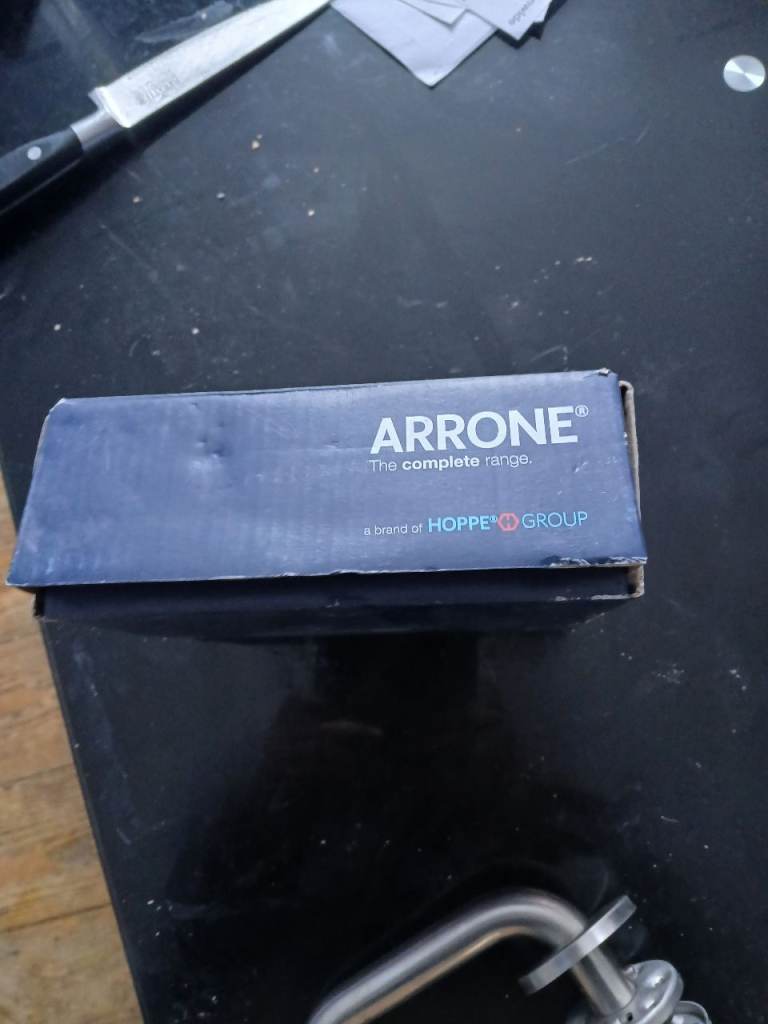 ARRONE®
The complete range.
a brand of HOPPE® GROUP